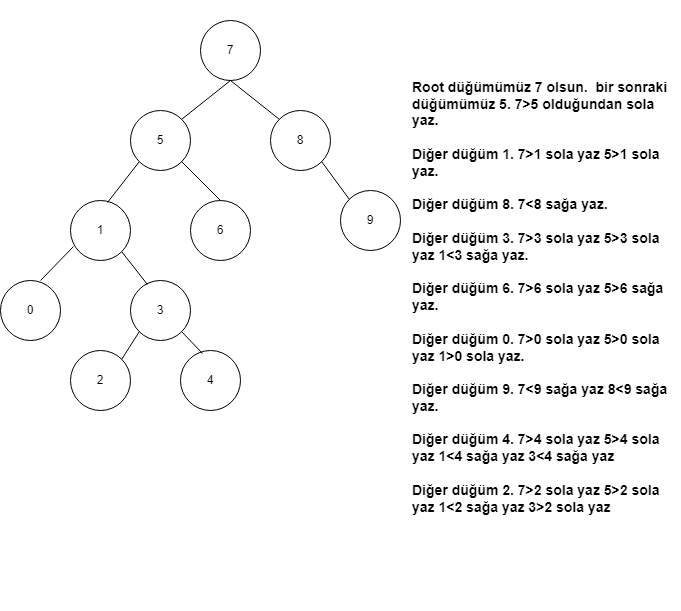 7
5
8
1
6
9
0
3
2
4
Root düğümümüz 7 olsun.  bir sonraki
düğümümüz 5. 7>5 olduğundan sola
yaz.
Diğer düğüm 1. 7>1 sola yaz 5>1 sola
yaz.
Diğer düğüm 8. 7<8 sağa yaz.
Diğer düğüm 3. 7>3 sola yaz 5>3 sola
yaz 1<3 sağa yaz.
Diğer düğüm 6. 7>6 sola yaz 5>6 sağa
yaz.
Diğer düğüm 0. 7>0 sola yaz 5>0 sola
yaz 1>0 sola yaz.
Diğer düğüm 9. 7<9 sağa yaz 8<9 sağa
yaz.
Diğer düğüm 4. 7>4 sola yaz 5>4 sola
yaz 1<4 sağa yaz 3<4 sağa yaz
Diğer düğüm 2. 7>2 sola yaz 5>2 sola
yaz 1<2 sağa yaz 3>2 sola yaz